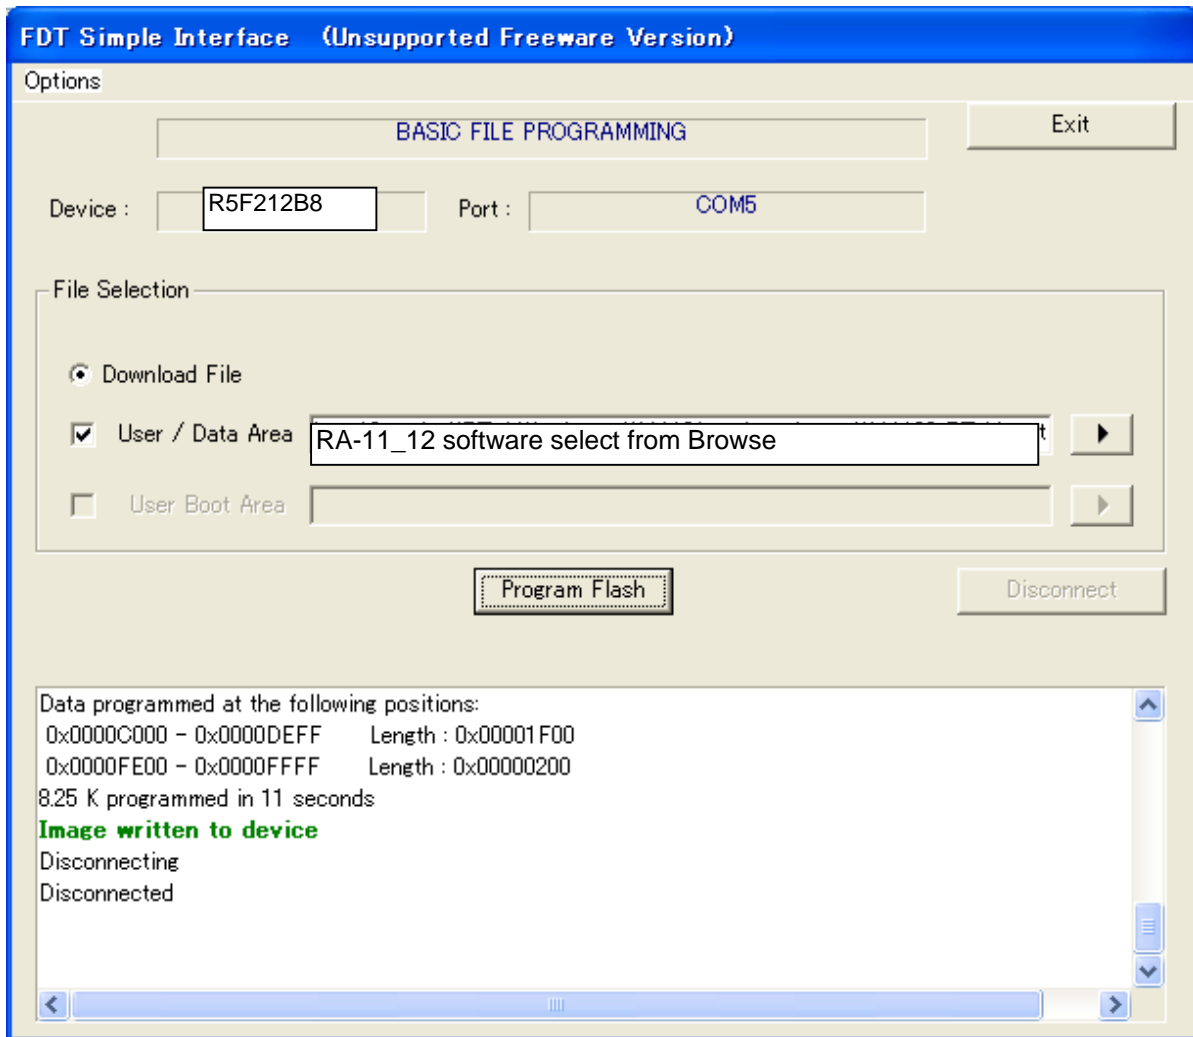 FDT Simple Interface (Unsupported Freeware Version)
Options
BASIC FILE PROGRAMMING
Exit
Device : R5F212B8 Port : COM5
File Selection
Download File
User / Data Area RA-11_12 software select from Browse
User Boot Area
Program Flash Disconnect
Data programmed at the following positions:
0x0000C000 - 0x0000DEFF Length : 0x00001F00
0x0000FE00 - 0x0000FFFF Length : 0x00000200
8.25 K programmed in 11 seconds
Image written to device
Disconnecting
Disconnected